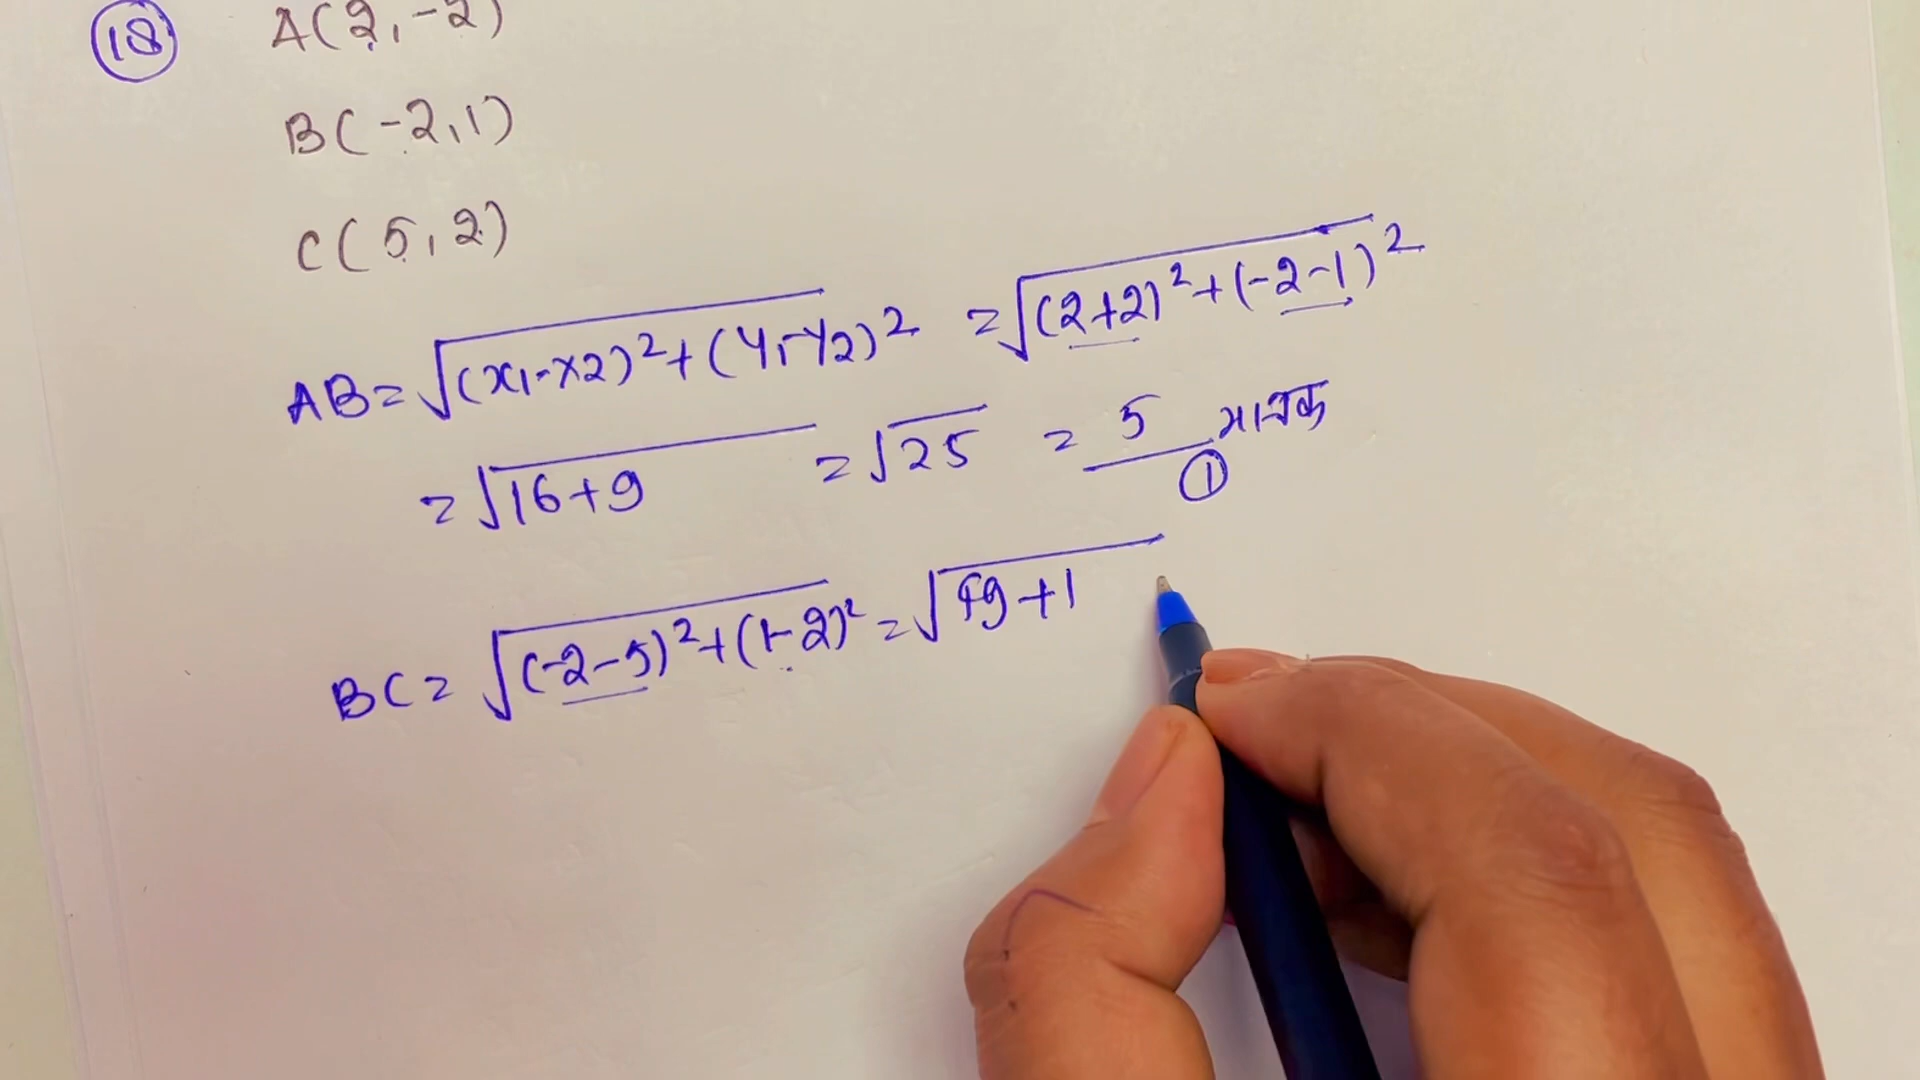 18 A(2,-2)
B(-2,1)
C(5,2)
AB=√(x1-x2)²+(y1-y2)² =√(2+2)²+(-2-1)²
=√16+9 =√25 = 5 मात्रक
1
BC=√(-2-5)²+(1-2)² =√49+1